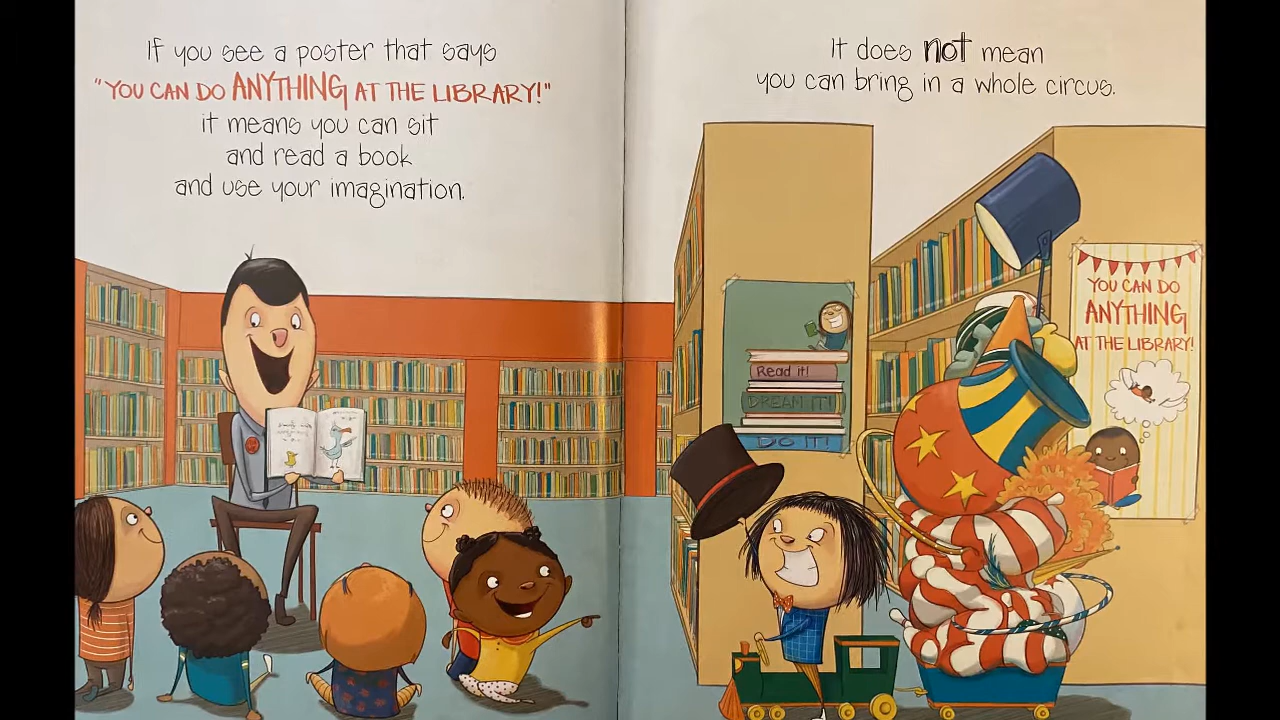 If you see a poster that says
"YOU CAN DO ANYTHING AT THE LIBRARY!"
it means you can sit
and read a book
and use your imagination.
It does not mean
you can bring in a whole circus.
Read it!
DREAM IT!
DO IT!
YOU CAN DO
ANYTHING
AT THE LIBRARY!